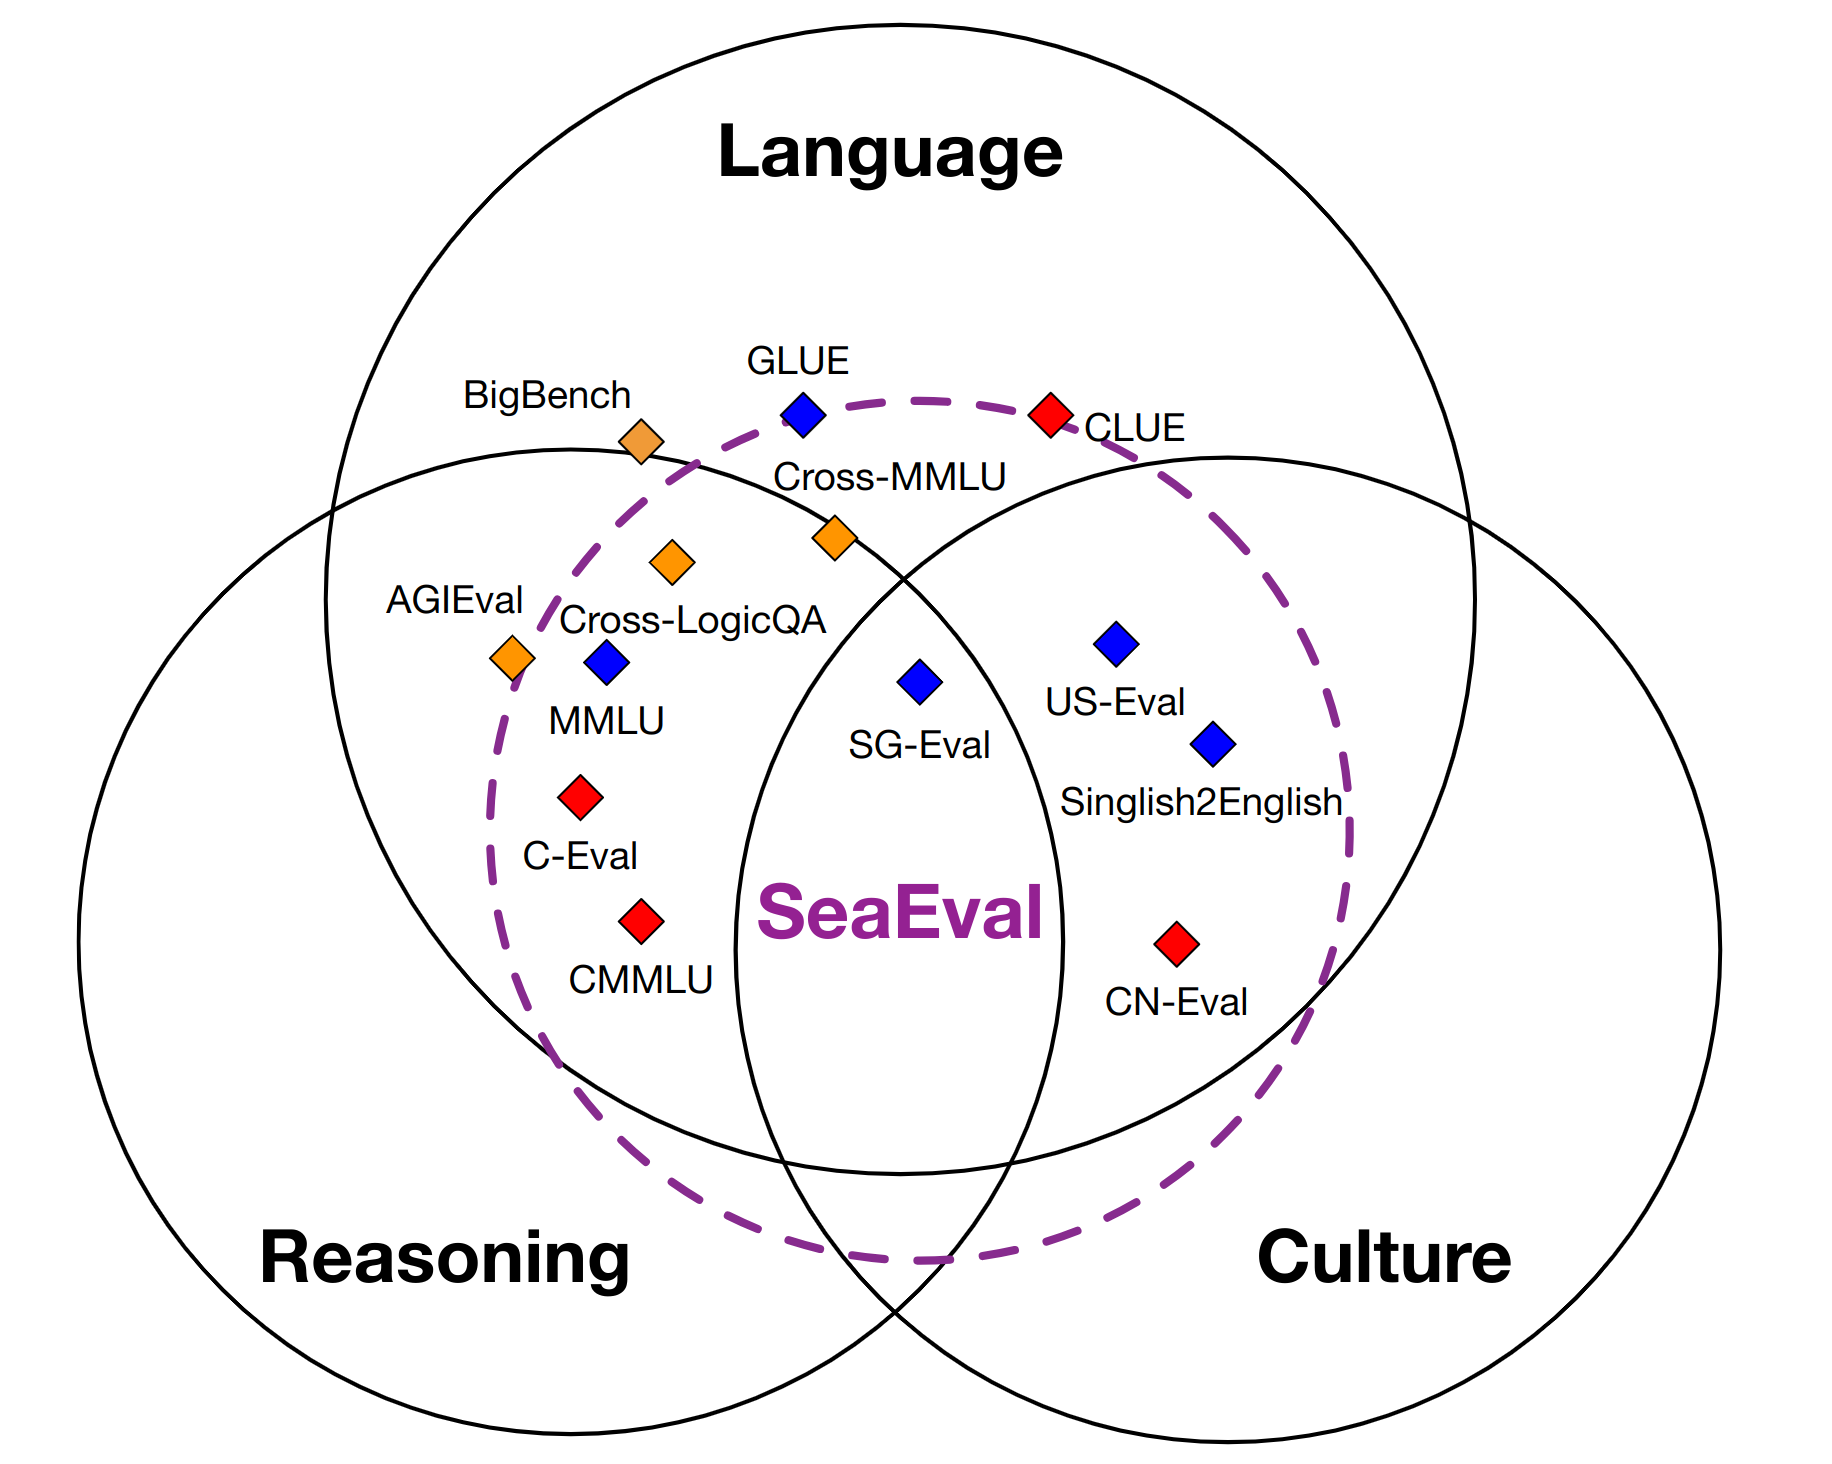 Language
GLUE
BigBench
CLUE
Cross-MMLU
AGIEval
Cross-LogicQA
MMLU
US-Eval
SG-Eval
Singlish2English
C-Eval
SeaEval
CMMLU
CN-Eval
Reasoning
Culture